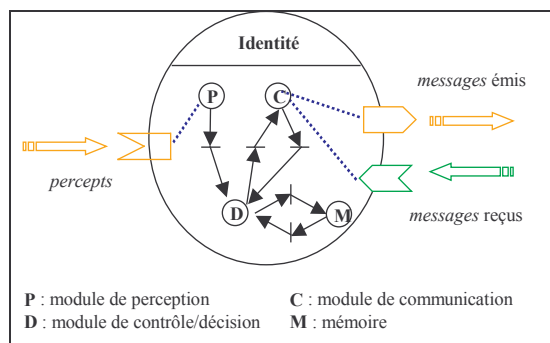 Identité
P
C
messages émis
percepts
messages reçus
D
M
P : module de perception
C : module de communication
D : module de contrôle/décision
M : mémoire